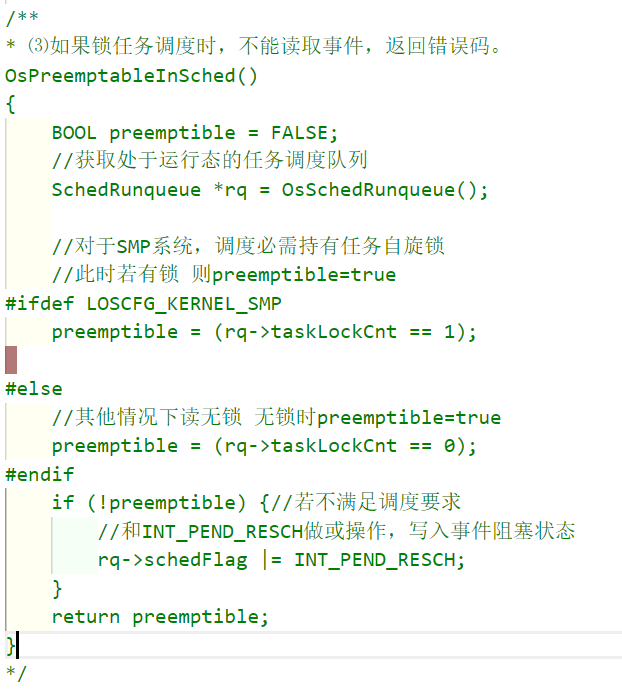 /**
* ⑶如果锁任务调度时，不能读取事件，返回错误码。
OsPreemptableInSched()
{
    BOOL preemptible = FALSE;
    //获取处于运行态的任务调度队列
    SchedRunqueue *rq = OsSchedRunqueue();
    //对于SMP系统，调度必需持有任务自旋锁
    //此时若有锁 则preemptible=true
#ifdef LOSCFG_KERNEL_SMP
    preemptible = (rq->taskLockCnt == 1);
#else
    //其他情况下读无锁 无锁时preemptible=true
    preemptible = (rq->taskLockCnt == 0);
#endif
    if (!preemptible) {//若不满足调度要求
        //和INT_PEND_RESCH做或操作，写入事件阻塞状态
        rq->schedFlag |= INT_PEND_RESCH;
    }
    return preemptible;
}
*/